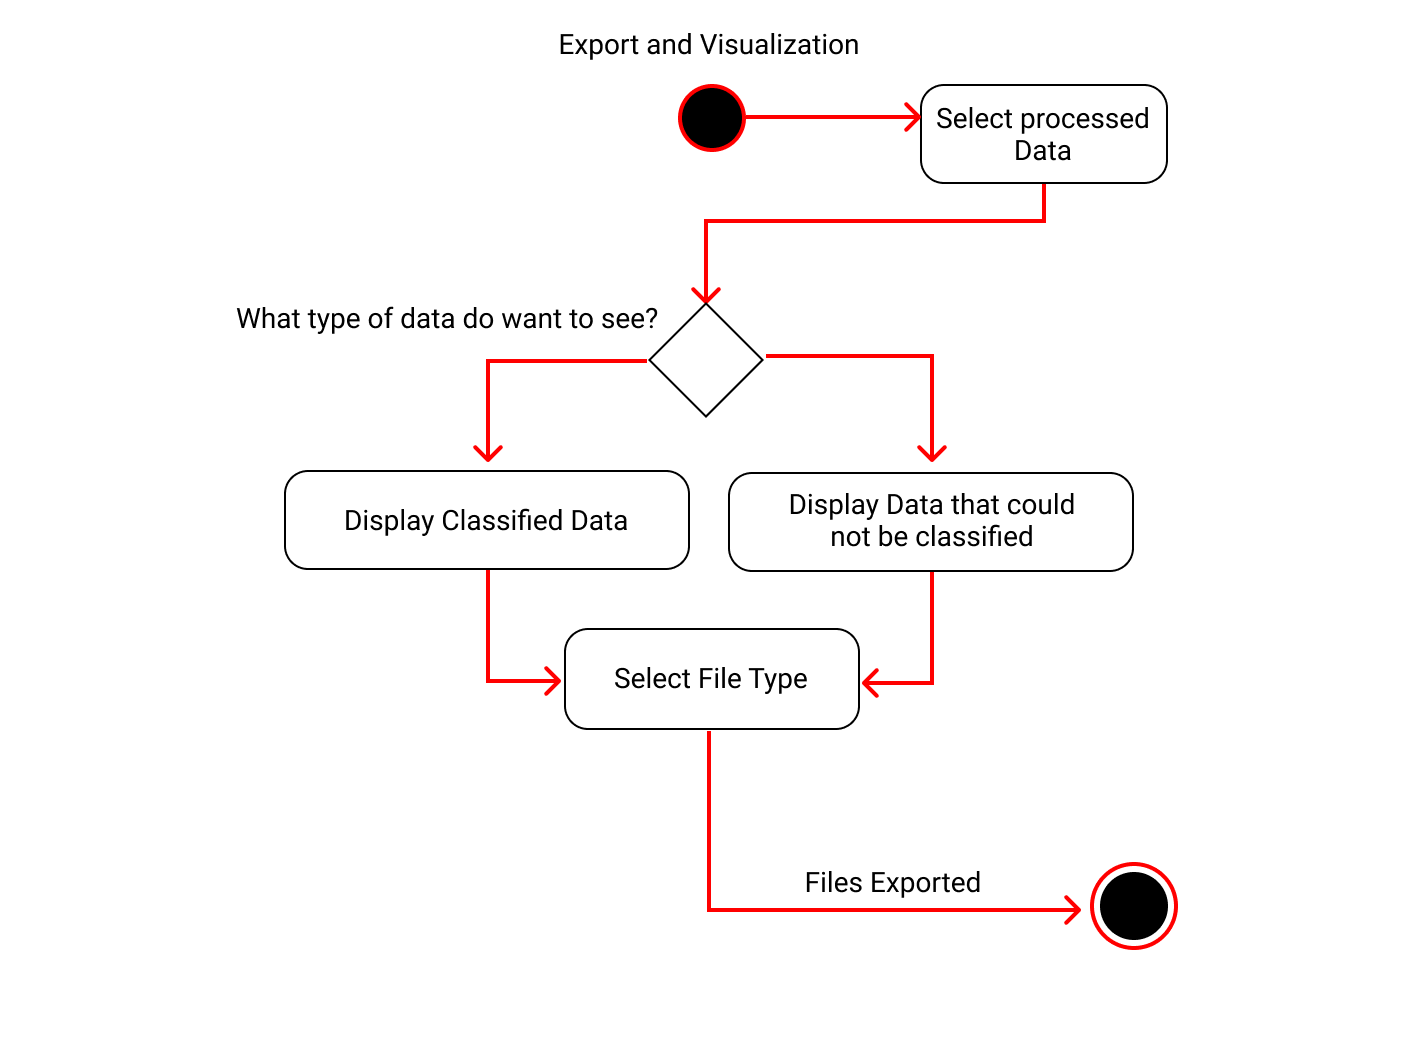 Export and Visualization
Select processed
Data
What type of data do want to see?
Display Classified Data
Display Data that could
not be classified
Select File Type
Files Exported